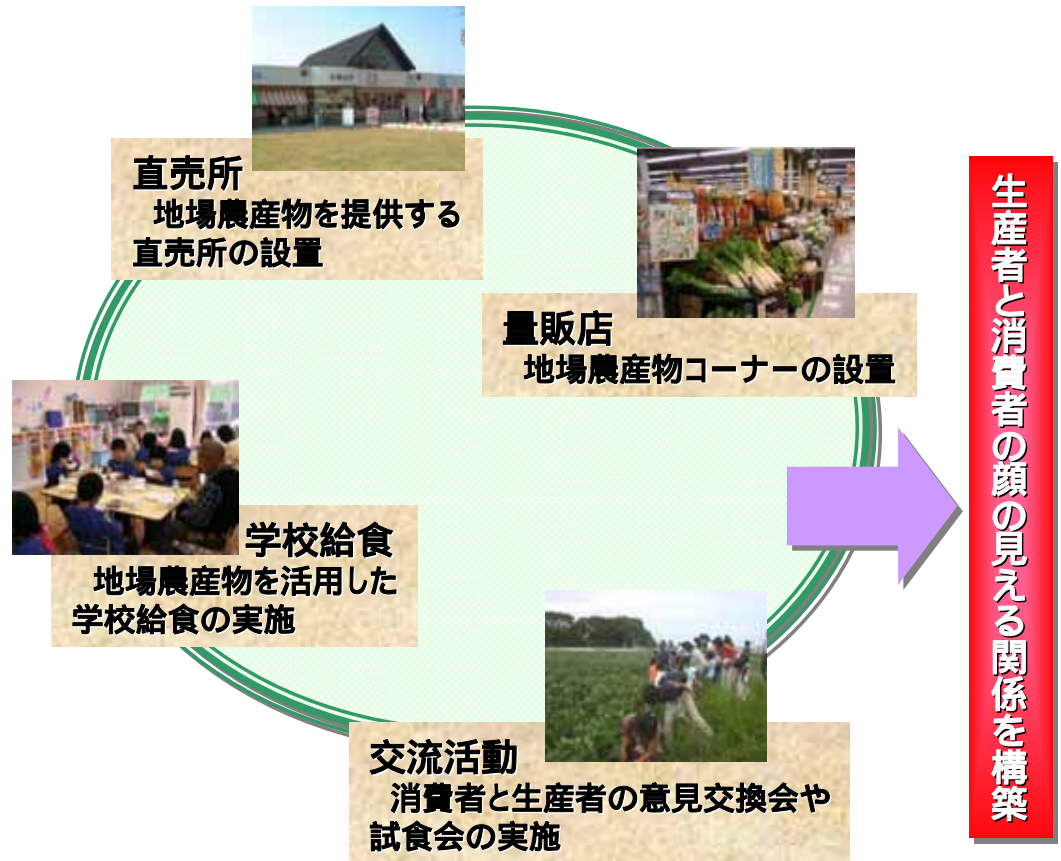 直売所
地場農産物を提供する
直売所の設置
量販店
地場農産物コーナーの設置
学校給食
地場農産物を活用した
学校給食の実施
交流活動
消費者と生産者の意見交換会や
試食会の実施
生産者と消費者の顔の見える関係を構築